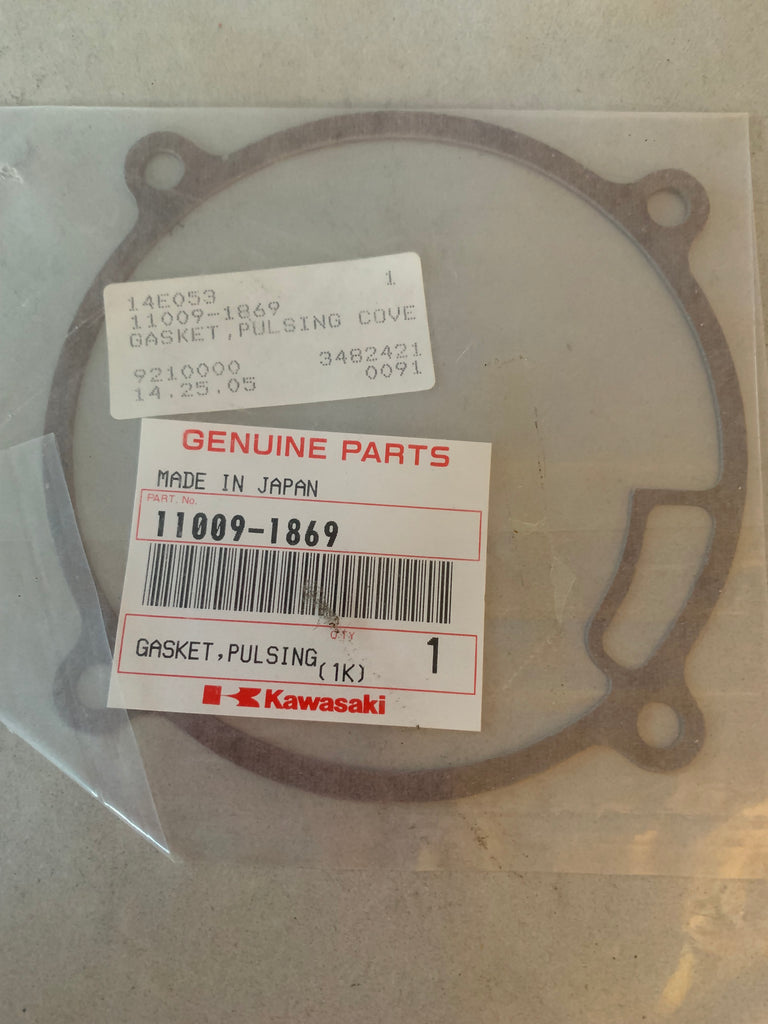 14E053 1
11009-1869
GASKET,PULSING COVE
9210000 3482421
14.25.05 0091
GENUINE PARTS
MADE IN JAPAN
PART. No.
11009-1869
Q'TY
GASKET,PULSING(1K) 1
Kawasaki